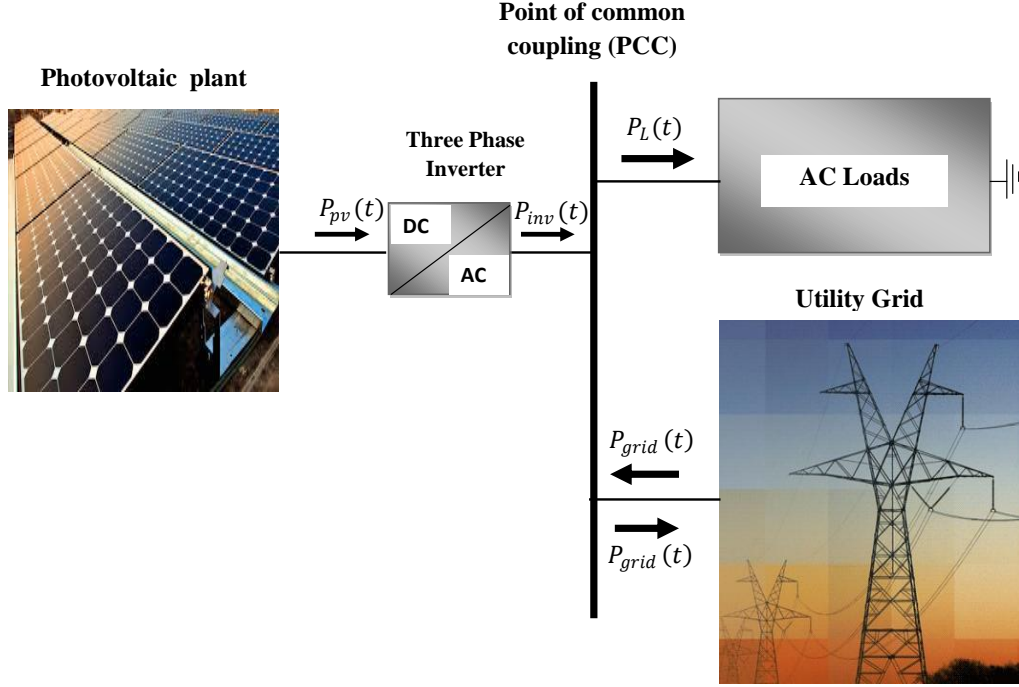 Point of common
coupling (PCC)
Photovoltaic plant
Three Phase
Inverter
P_L(t)
AC Loads
P_pv(t)
DC
P_inv(t)
AC
Utility Grid
P_grid(t)
P_grid(t)